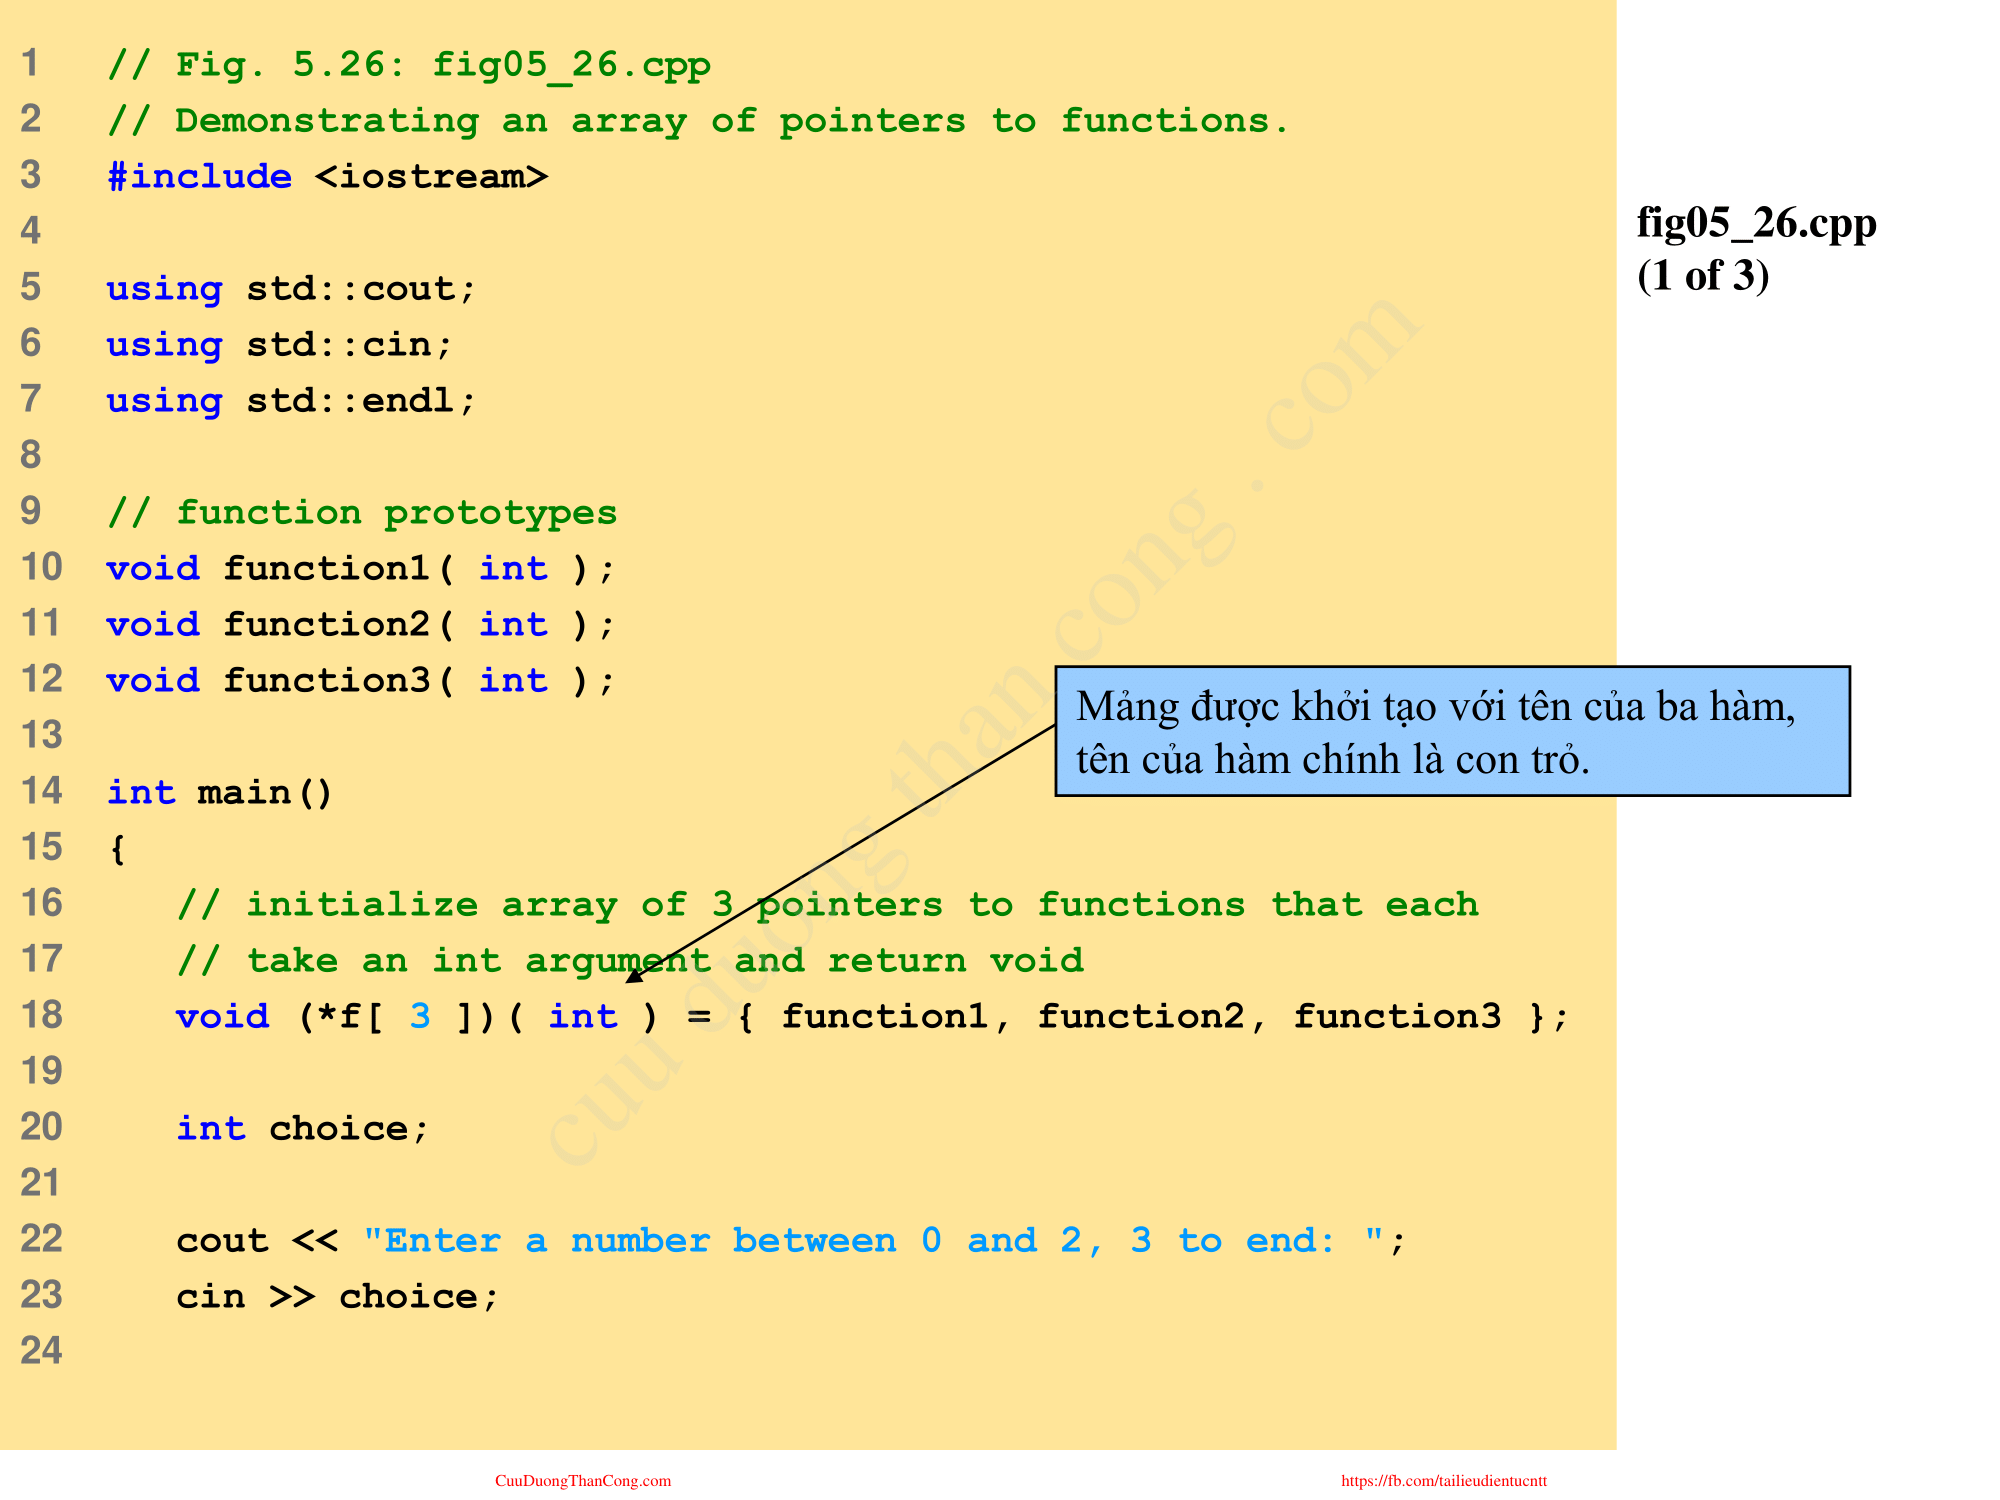 1 // Fig. 5.26: fig05_26.cpp
2 // Demonstrating an array of pointers to functions.
3 #include <iostream>
4
5 using std::cout;
6 using std::cin;
7 using std::endl;
8
9 // function prototypes
10 void function1( int );
11 void function2( int );
12 void function3( int );
13
14 int main()
15 {
16 // initialize array of 3 pointers to functions that each
17 // take an int argument and return void
18 void (*f[ 3 ])( int ) = { function1, function2, function3 };
19
20 int choice;
21
22 cout << "Enter a number between 0 and 2, 3 to end: ";
23 cin >> choice;
24
fig05_26.cpp
(1 of 3)
Mảng được khởi tạo với tên của ba hàm,
tên của hàm chính là con trỏ.
cuu duong than cong . com
CuuDuongThanCong.com
https://fb.com/tailieudientucntt